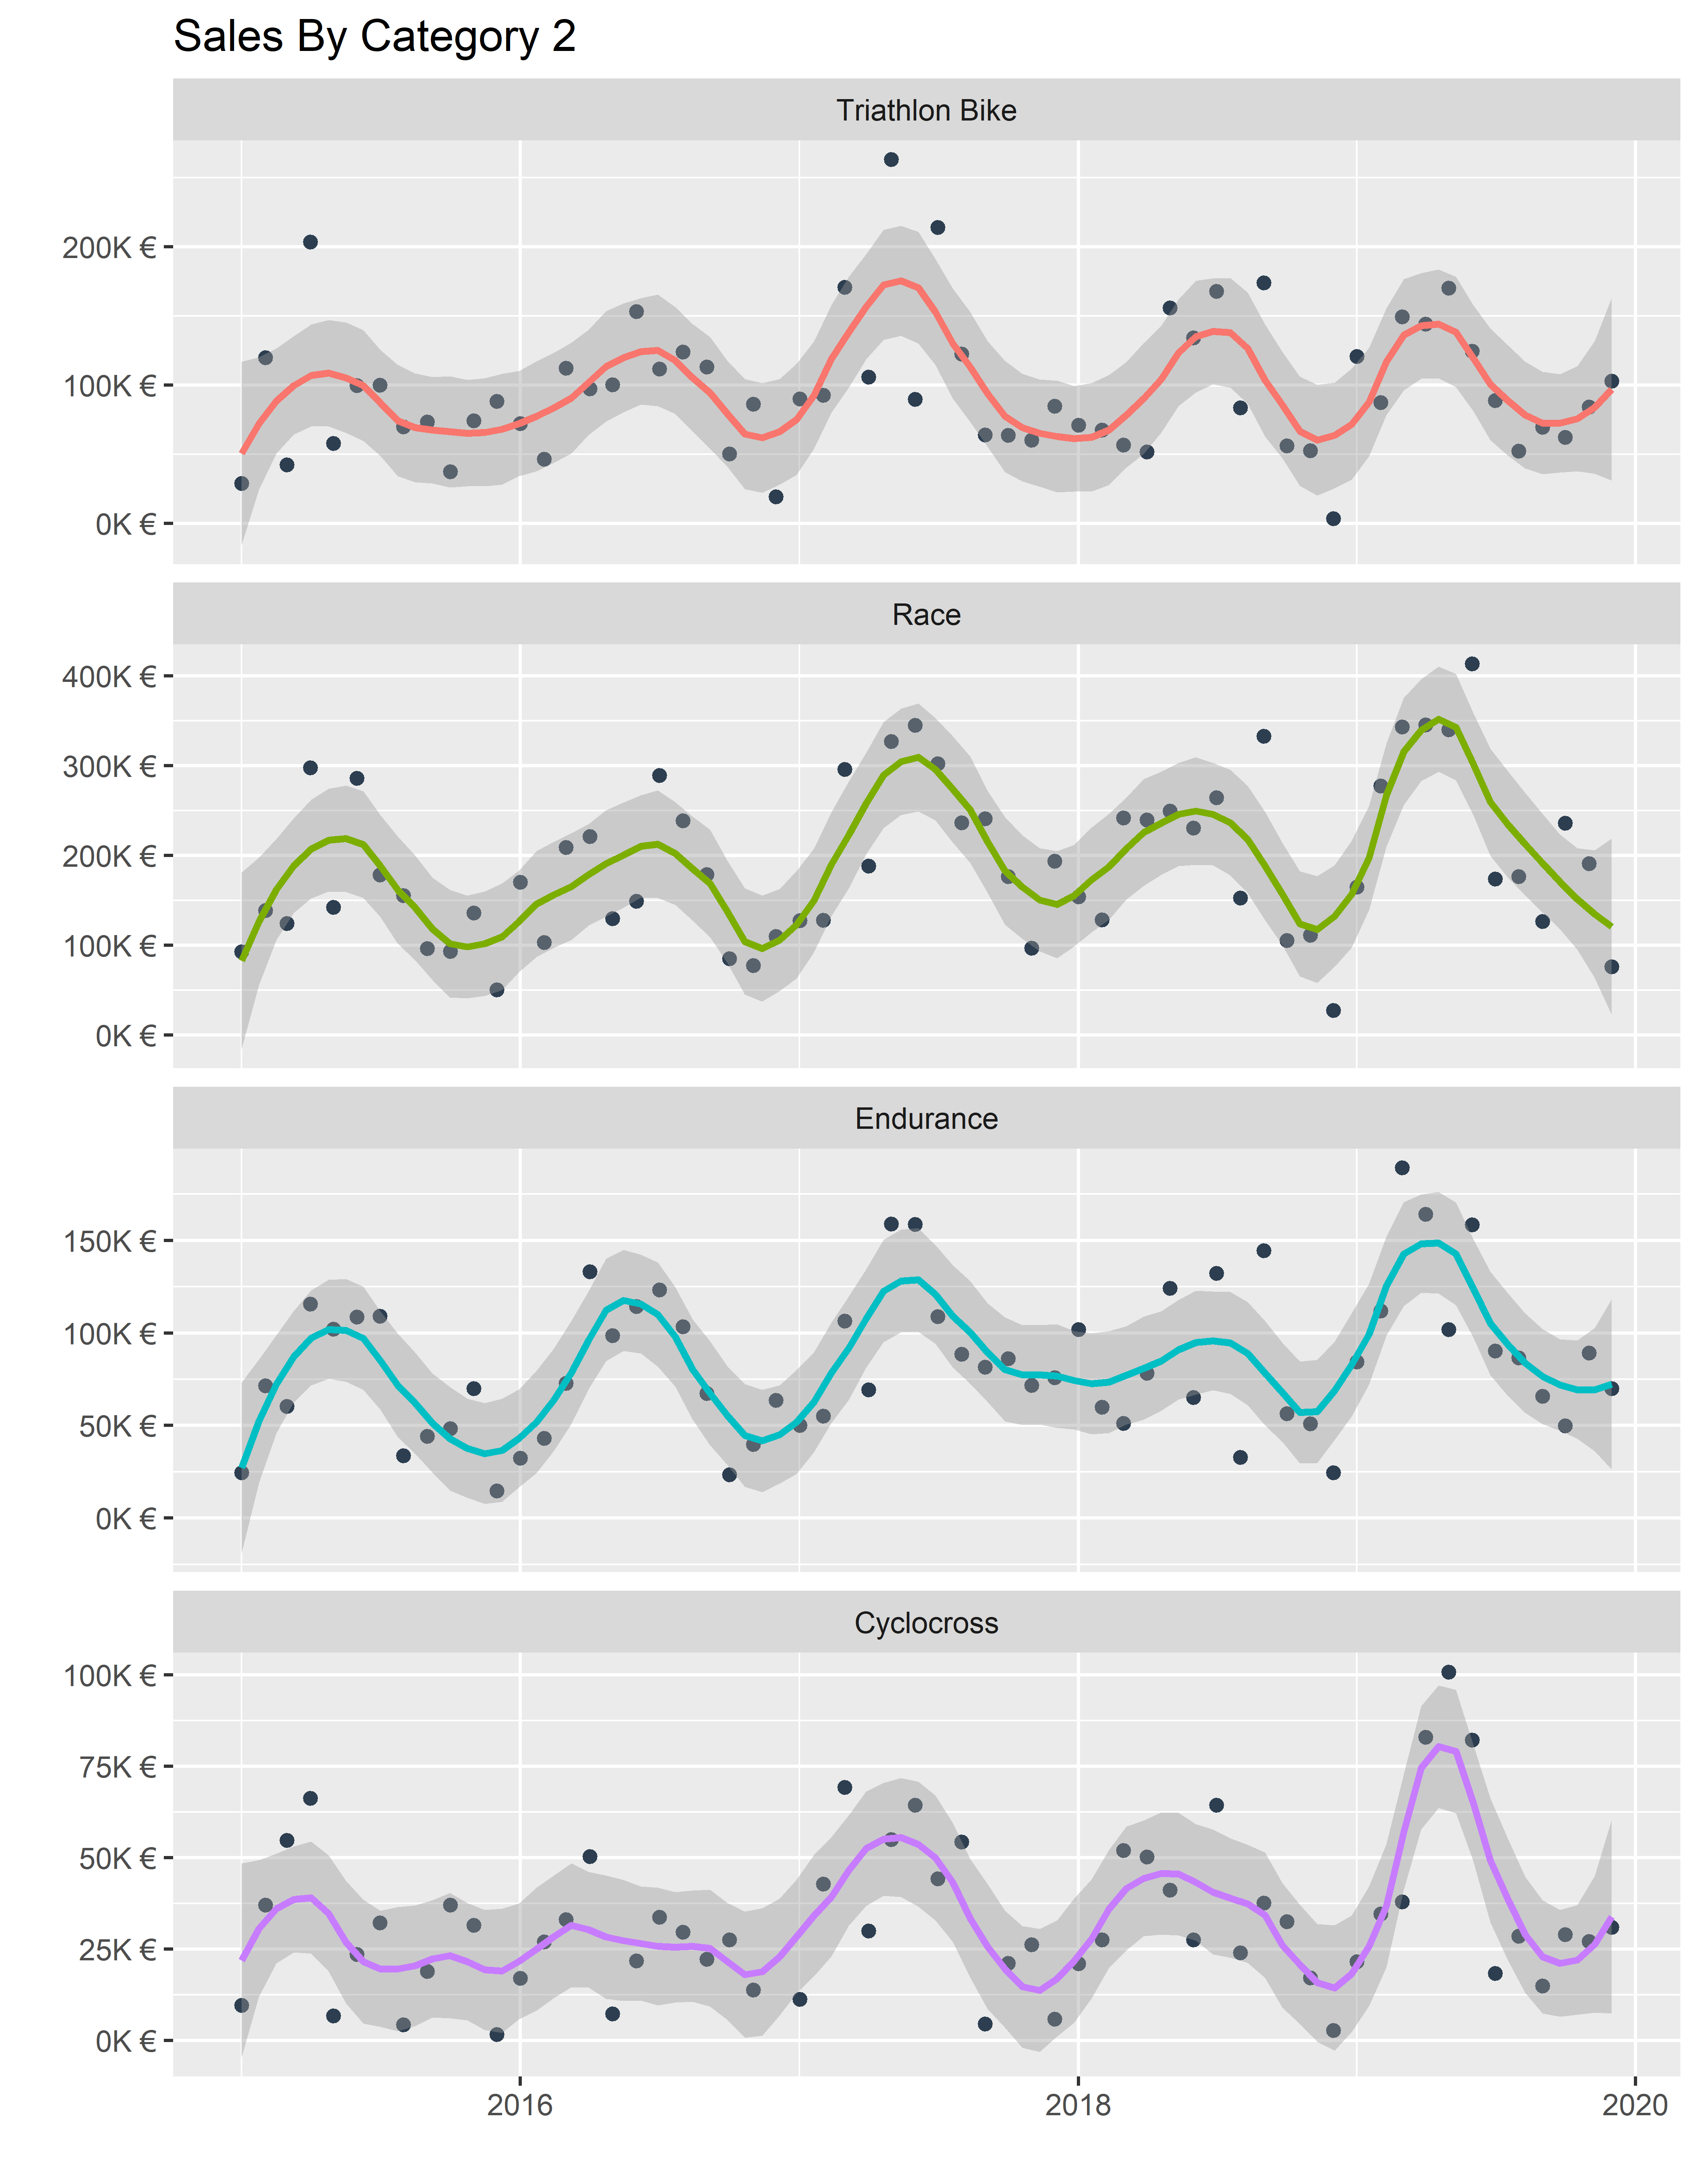 Sales By Category 2
Triathlon Bike
200K €
100K €
0K €
Race
400K €
300K €
200K €
100K €
0K €
Endurance
150K €
100K €
50K €
0K €
Cyclocross
100K €
75K €
50K €
25K €
0K €
2016 2018 2020